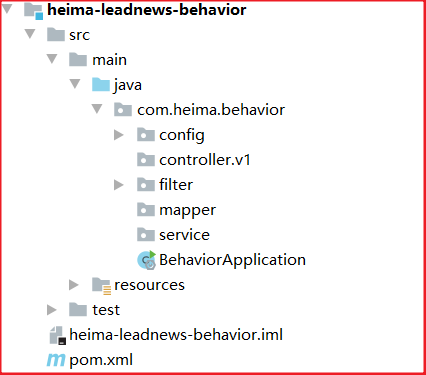 heima-leadnews-behavior
src
main
java
com.heima.behavior
config
controller.v1
filter
mapper
service
BehaviorApplication
resources
test
heima-leadnews-behavior.iml
pom.xml